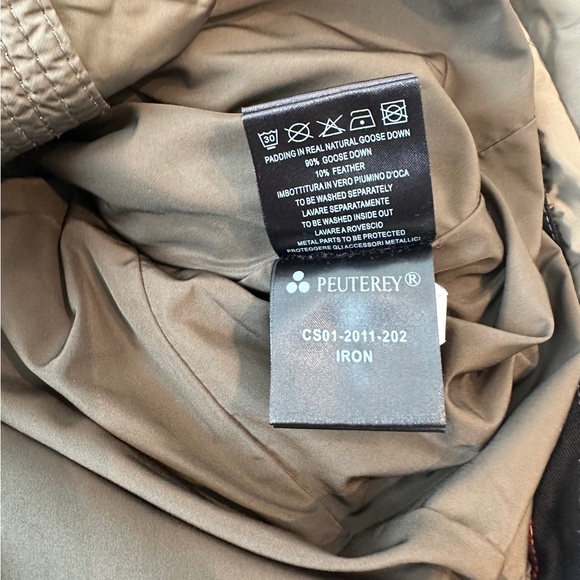 30
PADDING IN REAL NATURAL GOOSE DOWN
90% GOOSE DOWN
10% FEATHER
IMBOTTITURA IN VERO PIUMINO D'OCA
TO BE WASHED SEPARATELY
LAVARE SEPARATAMENTE
TO BE WASHED INSIDE OUT
LAVARE A ROVESCIO
METAL PARTS TO BE PROTECTED
PROTEGGERE GLI ACCESSORI METALLICI
PEUTEREY®
CS01-2011-202
IRON